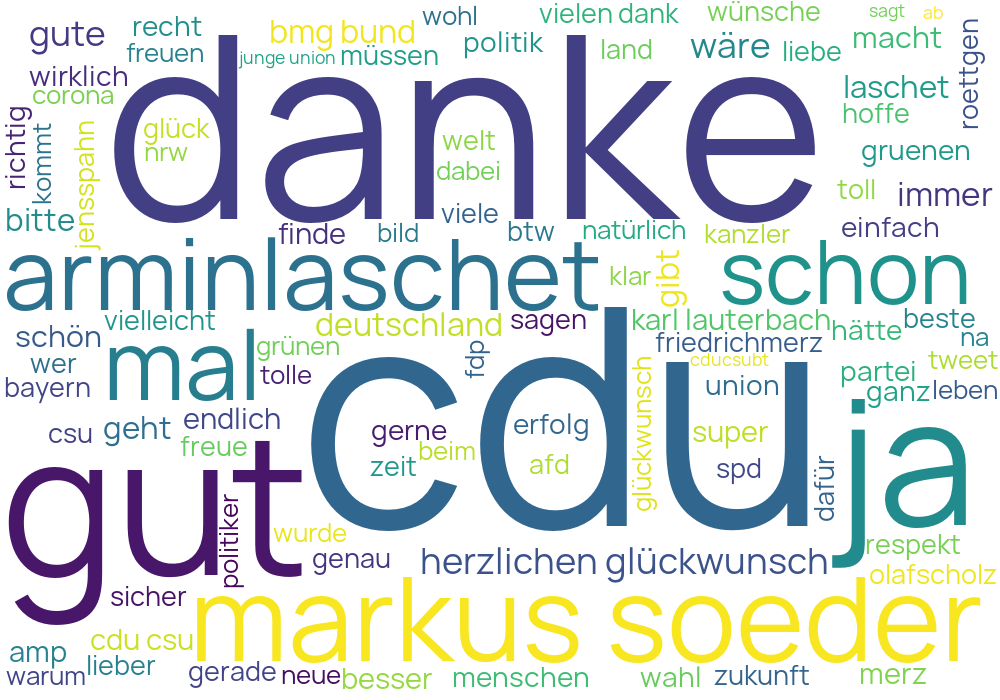 wohl
vielen dank
wünsche
sagt
ab
gute
recht
bmg bund
politik
land
wäre
liebe
macht
roettgen
freuen
junge union
müssen
wirklich
corona
laschet
hoffe
richtig
kommt
jensspahn
glück
nrw
danke
welt
dabei
gruenen
toll
immer
bitte
viele
finde
bild
btw
natürlich
kanzler
einfach
arminlaschet
klar
gibt
schon
schön
vielleicht
deutschland
sagen
karl lauterbach
hätte
beste
wer
mal
grünen
fdp
friedrichmerz
na
bayern
tolle
cducsubt
tweet
glückwunsch
union
partei
ganz
leben
csu
geht
endlich
freue
cdu
gerne
erfolg
super
ja
zeit
beim
afd
spd
dafür
gut
politiker
wurde
genau
herzlichen glückwunsch
respekt
olafscholz
sicher
markus soeder
cdu csu
amp
warum
lieber
gerade
neue
besser
menschen
wahl
zukunft
merz